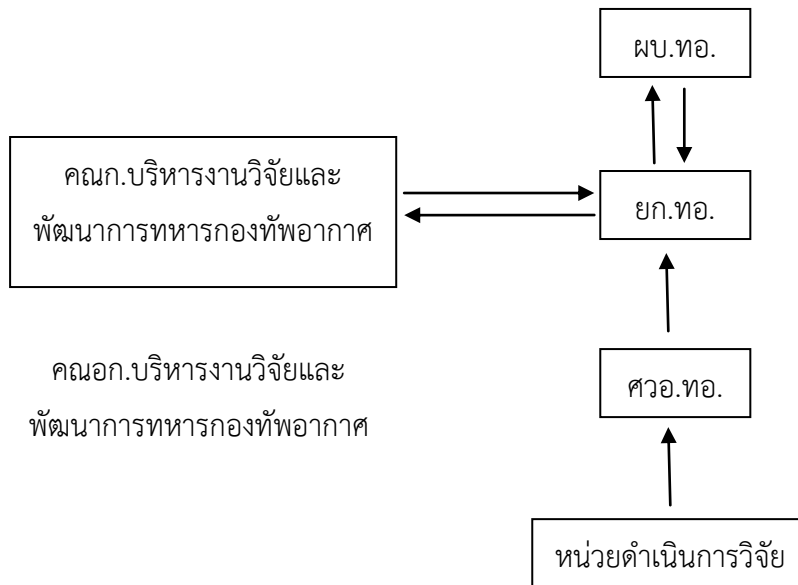 ผบ.ทอ.
คณก.บริหารงานวิจัยและ
พัฒนาการทหารกองทัพอากาศ
ยก.ทอ.
คณอก.บริหารงานวิจัยและ
พัฒนาการทหารกองทัพอากาศ
ศวอ.ทอ.
หน่วยดำเนินการวิจัย